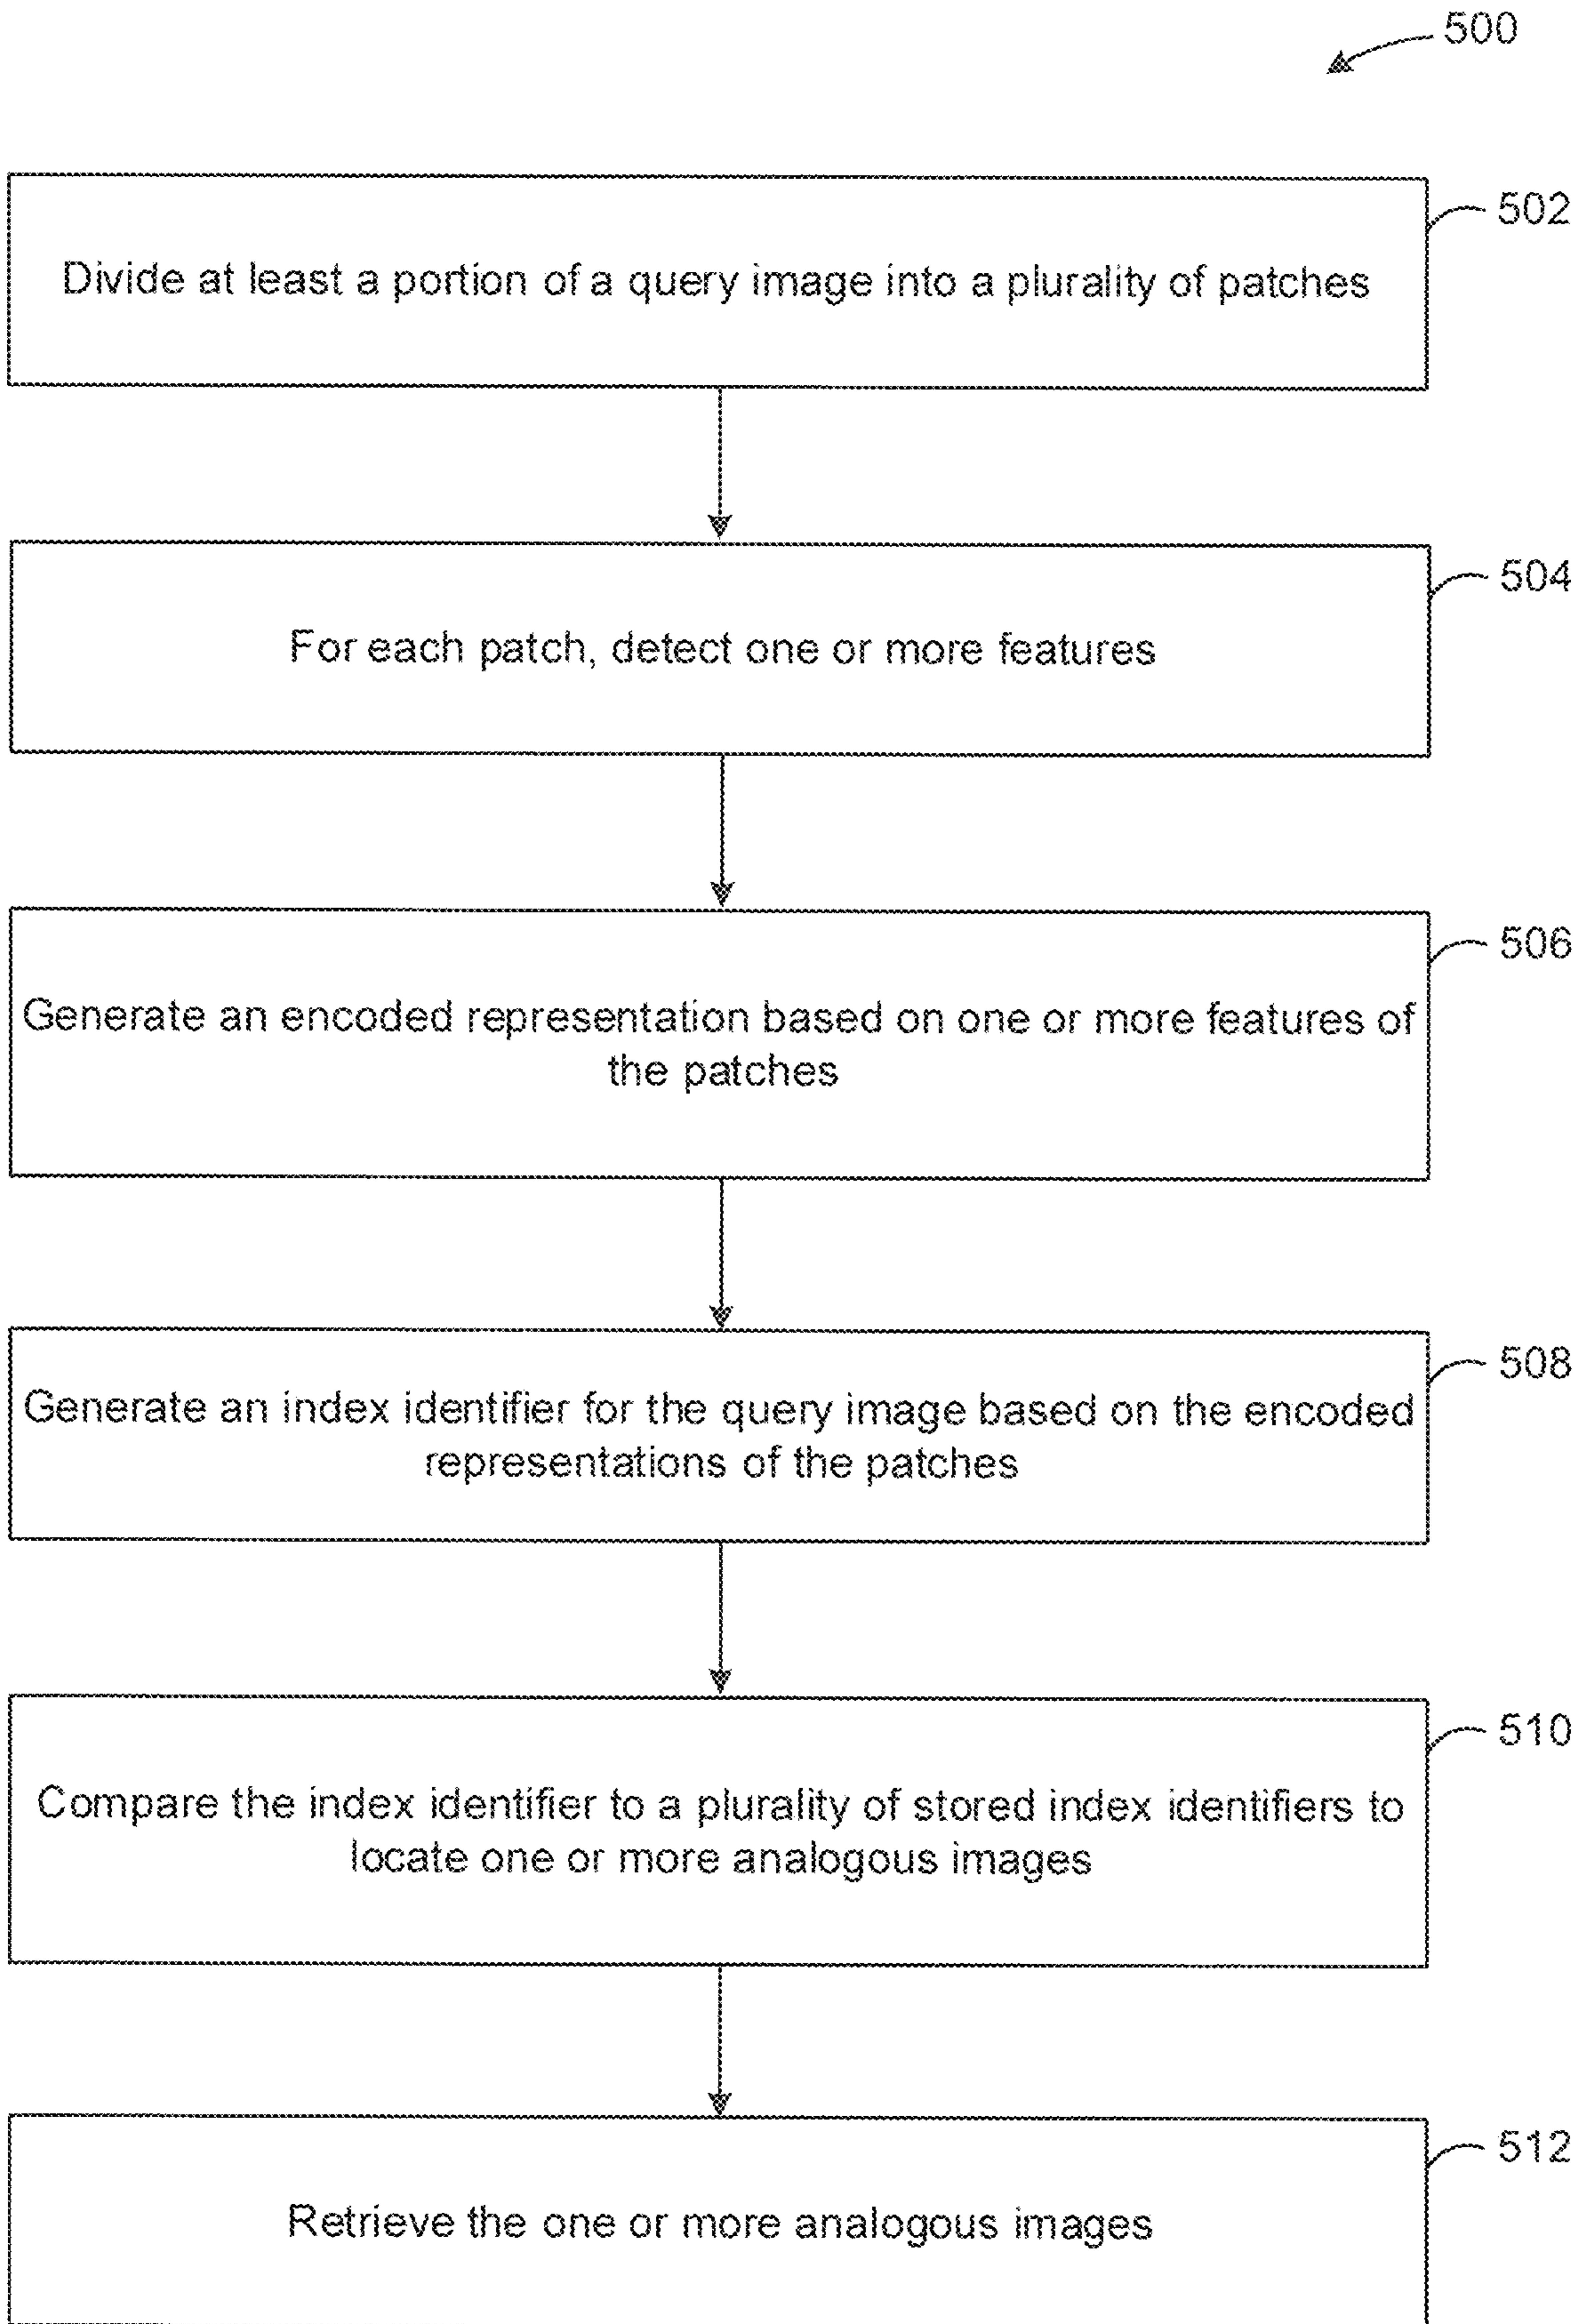 500
502
Divide at least a portion of a query image into a plurality of patches
504
For each patch, detect one or more features
506
Generate an encoded representation based on one or more features of
the patches
508
Generate an index identifier for the query image based on the encoded
representations of the patches
510
Compare the index identifier to a plurality of stored index identifiers to
locate one or more analogous images
512
Retrieve the one or more analogous images